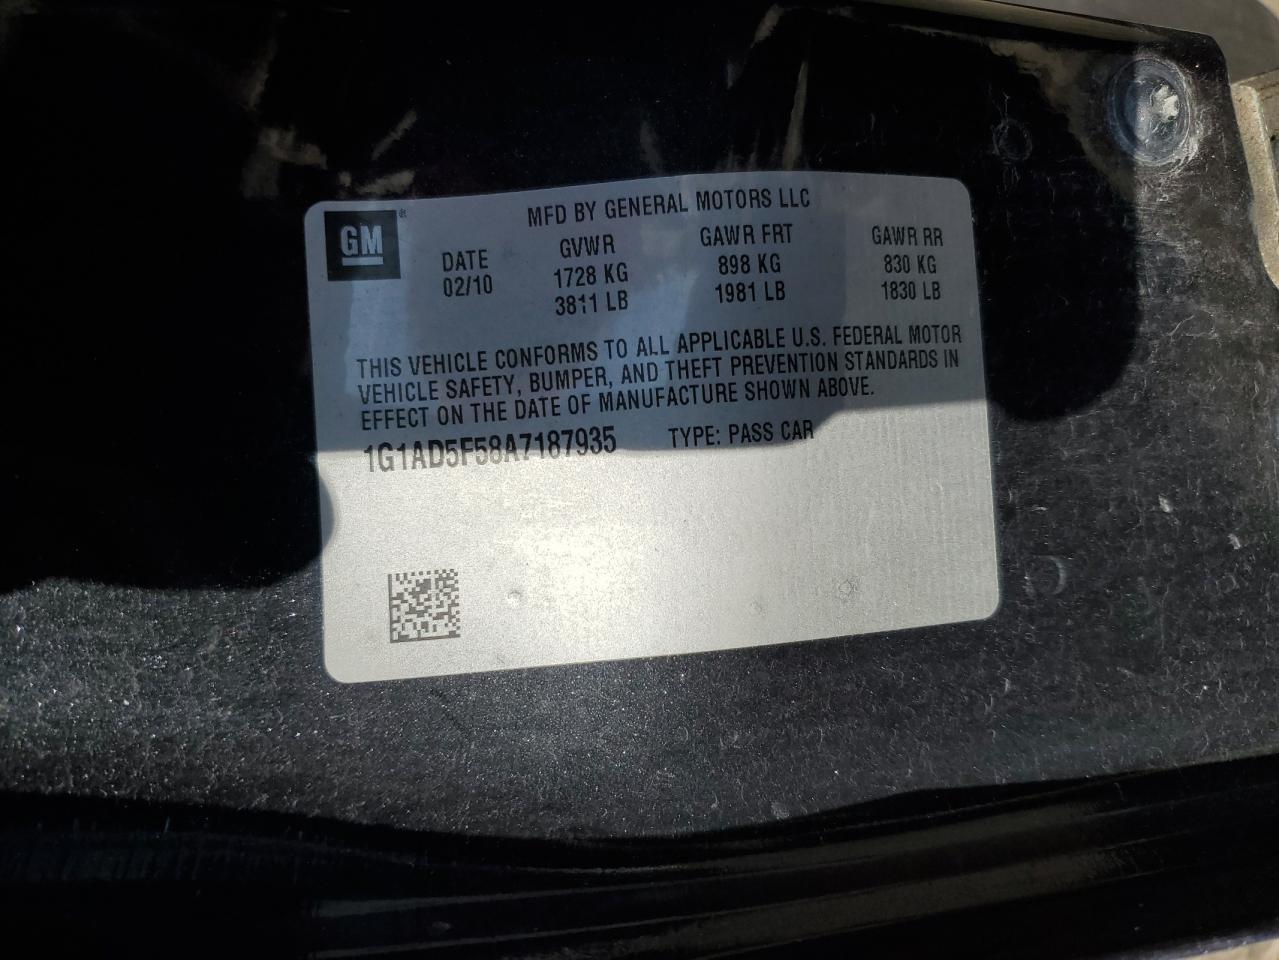 GM
MFD BY GENERAL MOTORS LLC
DATE GVWR GAWR FRT GAWR RR
02/10 1728 KG 898 KG 830 KG
3811 LB 1981 LB 1830 LB
THIS VEHICLE CONFORMS TO ALL APPLICABLE U.S. FEDERAL MOTOR
VEHICLE SAFETY, BUMPER, AND THEFT PREVENTION STANDARDS IN
EFFECT ON THE DATE OF MANUFACTURE SHOWN ABOVE.
1G1AD5F58A7187935 TYPE: PASS CAR